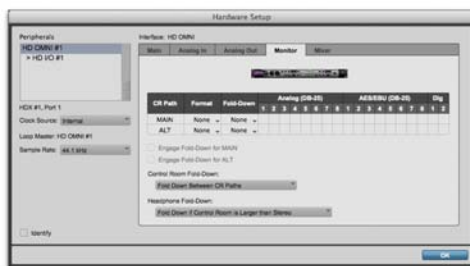 Hardware Setup
Peripherals
HD OMNI #1
> HD I/O #1
HDX #1, Port 1
Clock Source: Internal
Loop Master: HD OMNI #1
Sample Rate: 44.1 kHz
Identify
Interface: HD OMNI
Main Analog In Analog Out Monitor Mixer
CR Path Format Fold-Down Analog (DB-25) AES/EBU (DB-25) Dig
1 2 3 4 5 6 7 8 1 2 3 4 5 6 7 8 1 2
MAIN None None
ALT None None
Engage Fold-Down for MAIN
Engage Fold-Down for ALT
Control Room Fold-Down:
Fold Down Between CR Paths
Headphone Fold-Down:
Fold Down if Control Room is Larger than Stereo
OK